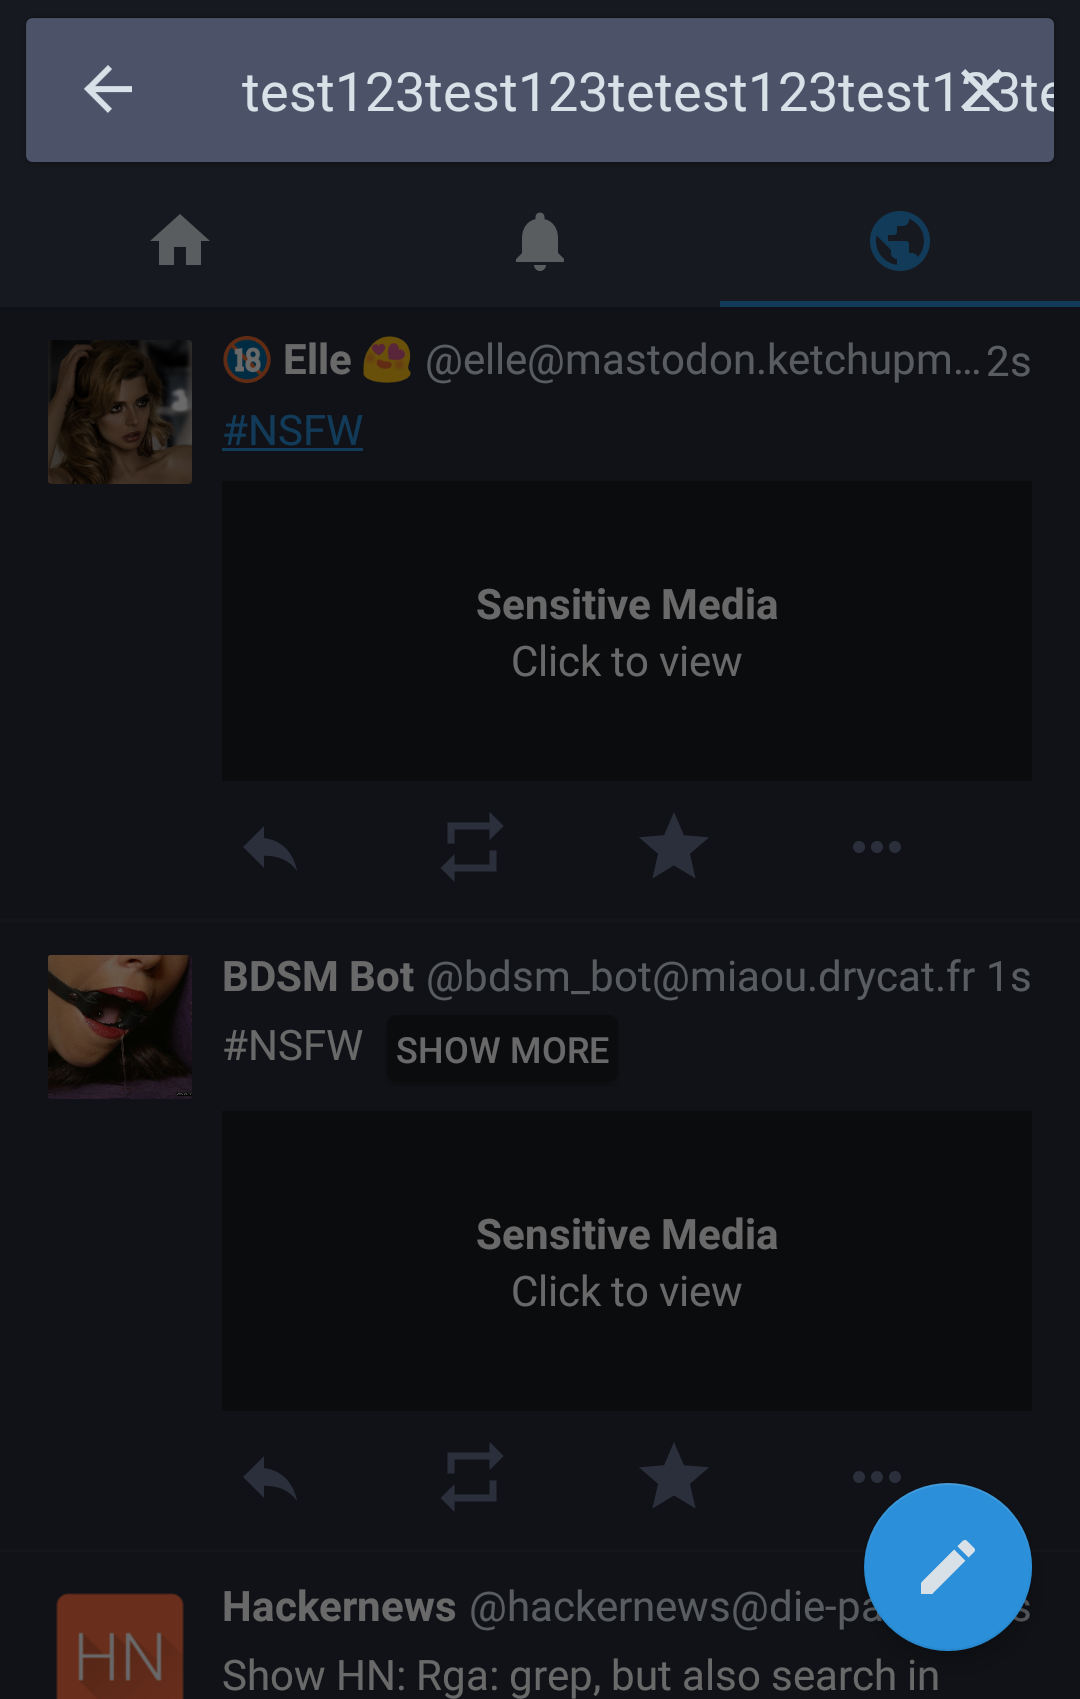 test123test123tetest123test123te
🔞 Elle 😍 @elle@mastodon.ketchupm... 2s
#NSFW
Sensitive Media
Click to view
BDSM Bot @bdsm_bot@miaou.drycat.fr 1s
#NSFW SHOW MORE
Sensitive Media
Click to view
Hackernews @hackernews@die-pa s
HN
Show HN: Rga: grep, but also search in